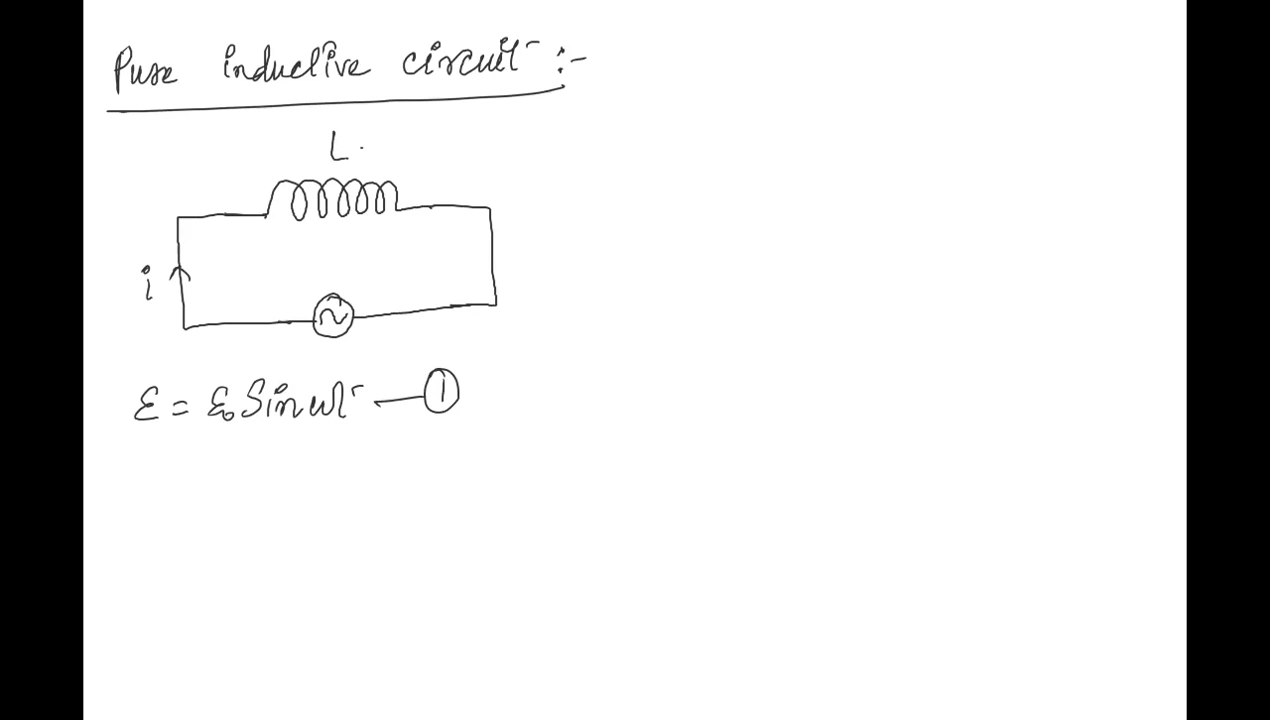 Pure inductive circuit :-
L.
i
ε = ε₀ Sin ωt — ①